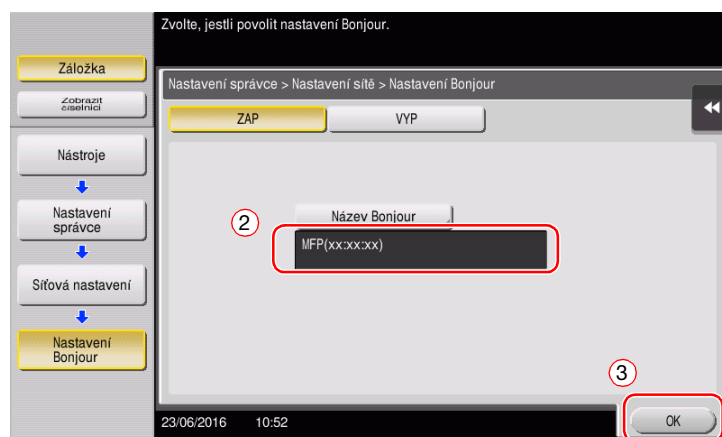 Zvolte, jestli povolit nastavení Bonjour.
Záložka
Zobrazit
číselníci
Nastavení správce > Nastavení sítě > Nastavení Bonjour
ZAP
VYP
Nástroje
Nastavení
správce
Síťová nastavení
Nastavení
Bonjour
2
Název Bonjour
MFP(xx:xx:xx)
3
23/06/2016 10:52
OK